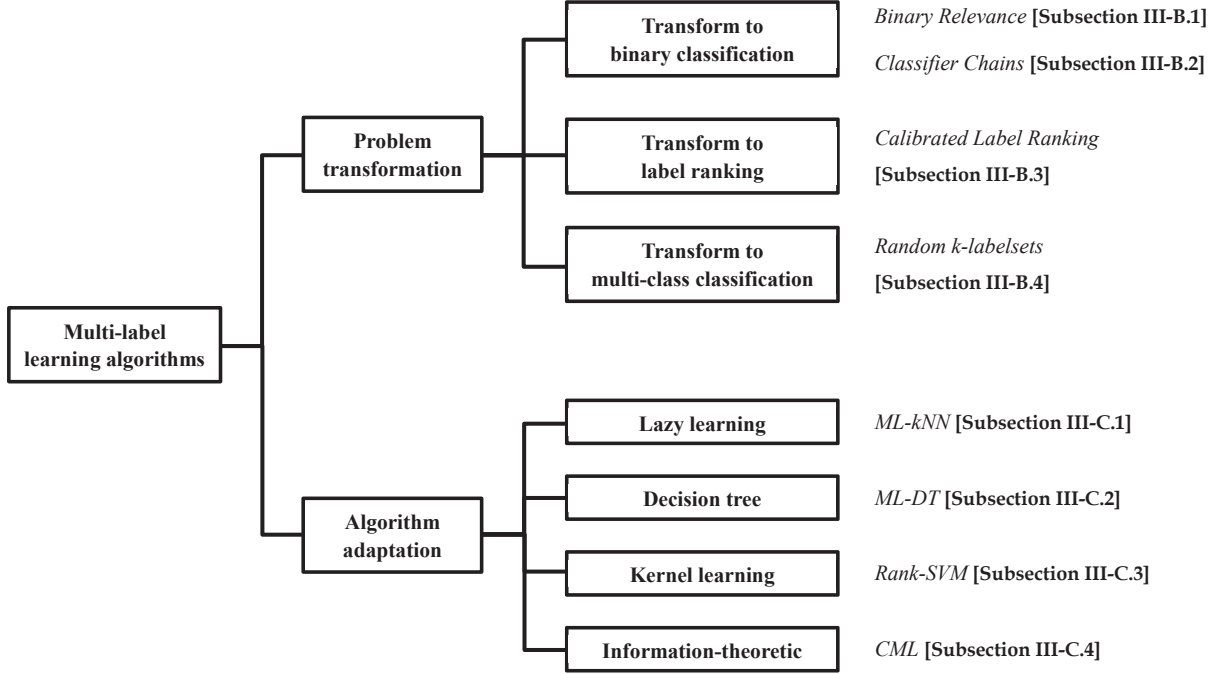 Transform to
binary classification
Binary Relevance [Subsection III-B.1]
Classifier Chains [Subsection III-B.2]
Problem
transformation
Transform to
label ranking
Calibrated Label Ranking
[Subsection III-B.3]
Transform to
multi-class classification
Random k-labelsets
[Subsection III-B.4]
Multi-label
learning algorithms
Lazy learning
ML-kNN [Subsection III-C.1]
Decision tree
ML-DT [Subsection III-C.2]
Algorithm
adaptation
Kernel learning
Rank-SVM [Subsection III-C.3]
Information-theoretic
CML [Subsection III-C.4]